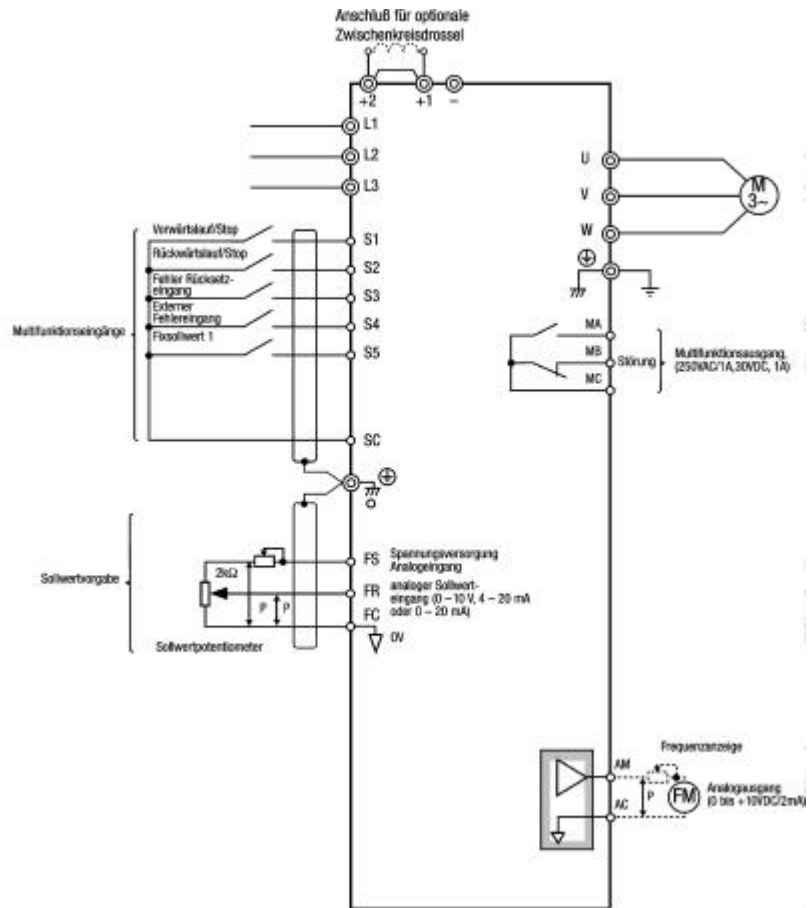 Anschluß für optionale
Zwischenkreisdrossel
+2 +1 –
L1
L2
L3
U
V
W
M
3~
Vorwärtslauf/Stop
S1
Rückwärtslauf/Stop
S2
Fehler Rücksetz-
eingang
S3
Externer
Fehlereingang
S4
Fixsollwert 1
S5
Multifunktionseingänge
SC
MA
MB
MC
Störung
Multifunktionsausgang,
(250VAC/1A,30VDC, 1A)
Sollwertvorgabe
2kΩ
P P
Sollwertpotentiometer
FS Spannungsversorgung
Analogeingang
FR analoger Sollwert-
eingang (0 – 10 V, 4 – 20 mA
oder 0 – 20 mA)
FC
0V
Frequenzanzeige
AM
P
FM
AC
Analogausgang
(0 bis +10VDC/2mA)